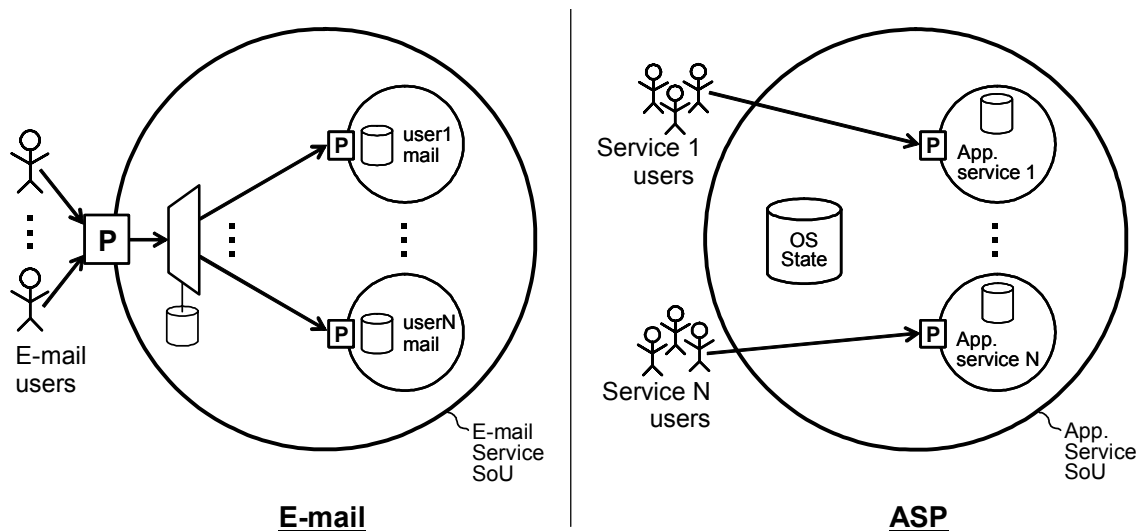 P
E-mail
users
P
user1
mail
P
userN
mail
E-mail
Service
SoU
E-mail
Service 1
users
OS
State
P
App.
service 1
Service N
users
P
App.
service N
App.
Service
SoU
ASP